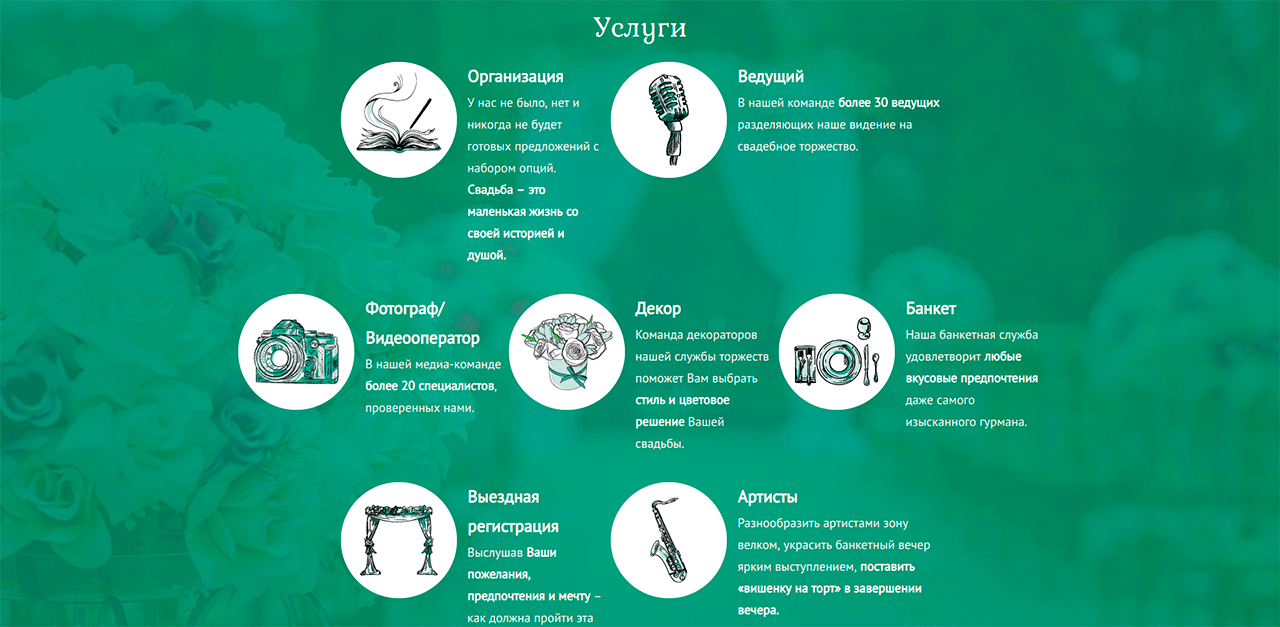 Услуги
Организация
У нас не было, нет и
никогда не будет
готовых предложений с
набором опций.
Свадьба – это
маленькая жизнь со
своей историей и
душой.
Ведущий
В нашей команде более 30 ведущих
разделяющих наше видение на
свадебное торжество.
Фотограф/
Видеооператор
В нашей медиа-команде
более 20 специалистов,
проверенных нами.
Декор
Команда декораторов
нашей службы торжеств
поможет Вам выбрать
стиль и цветовое
решение Вашей
свадьбы.
Банкет
Наша банкетная служба
удовлетворит любые
вкусовые предпочтения
даже самого
изысканного гурмана.
Выездная
регистрация
Выслушав Ваши
пожелания,
предпочтения и мечту –
как должна пройти эта
Артисты
Разнообразить артистами зону
велком, украсить банкетный вечер
ярким выступлением, поставить
«вишенку на торт» в завершении
вечера.